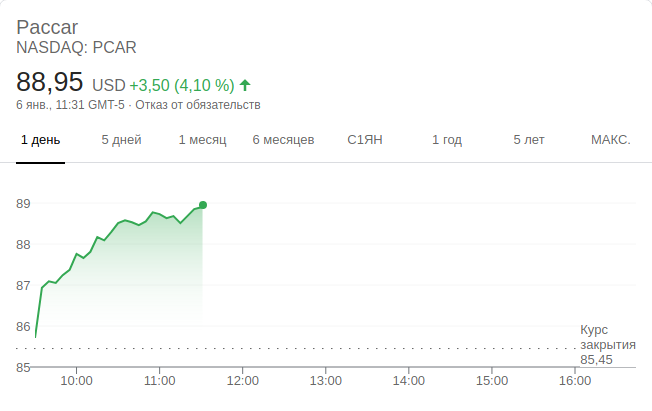 Paccar
NASDAQ: PCAR
88,95 USD +3,50 (4,10 %)
6 янв., 11:31 GMT-5 · Отказ от обязательств
1 день 5 дней 1 месяц 6 месяцев С1ЯН 1 год 5 лет МАКС.
89
88
87
86
Курс
закрытия
85,45
85
10:00 11:00 12:00 13:00 14:00 15:00 16:00